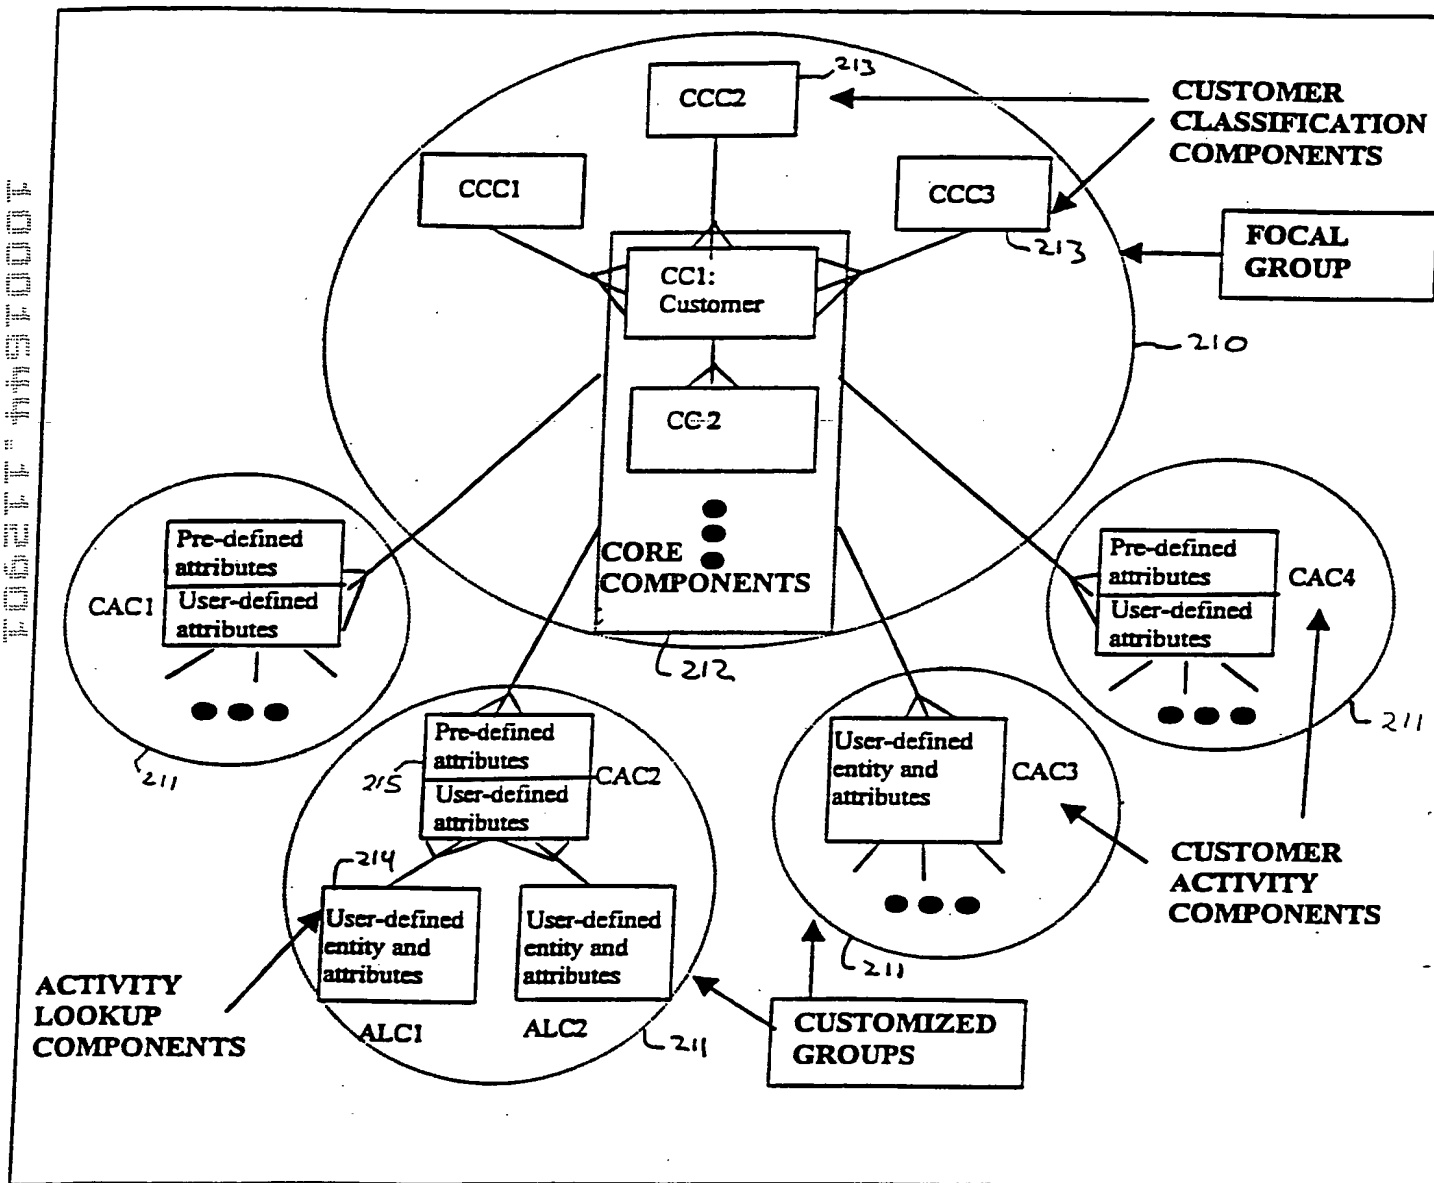 213
CCC2
CUSTOMER
CLASSIFICATION
COMPONENTS
CCC1
CCC3
213
FOCAL
GROUP
CC1:
Customer
210
CC-2
CORE
COMPONENTS
212
Pre-defined
attributes
User-defined
attributes
CAC1
211
Pre-defined
attributes
User-defined
attributes
CAC4
211
Pre-defined
attributes
User-defined
attributes
215
CAC2
User-defined
entity and
attributes
CAC3
211
CUSTOMER
ACTIVITY
COMPONENTS
214
User-defined
entity and
attributes
ALC1
User-defined
entity and
attributes
ALC2
211
ACTIVITY
LOOKUP
COMPONENTS
CUSTOMIZED
GROUPS